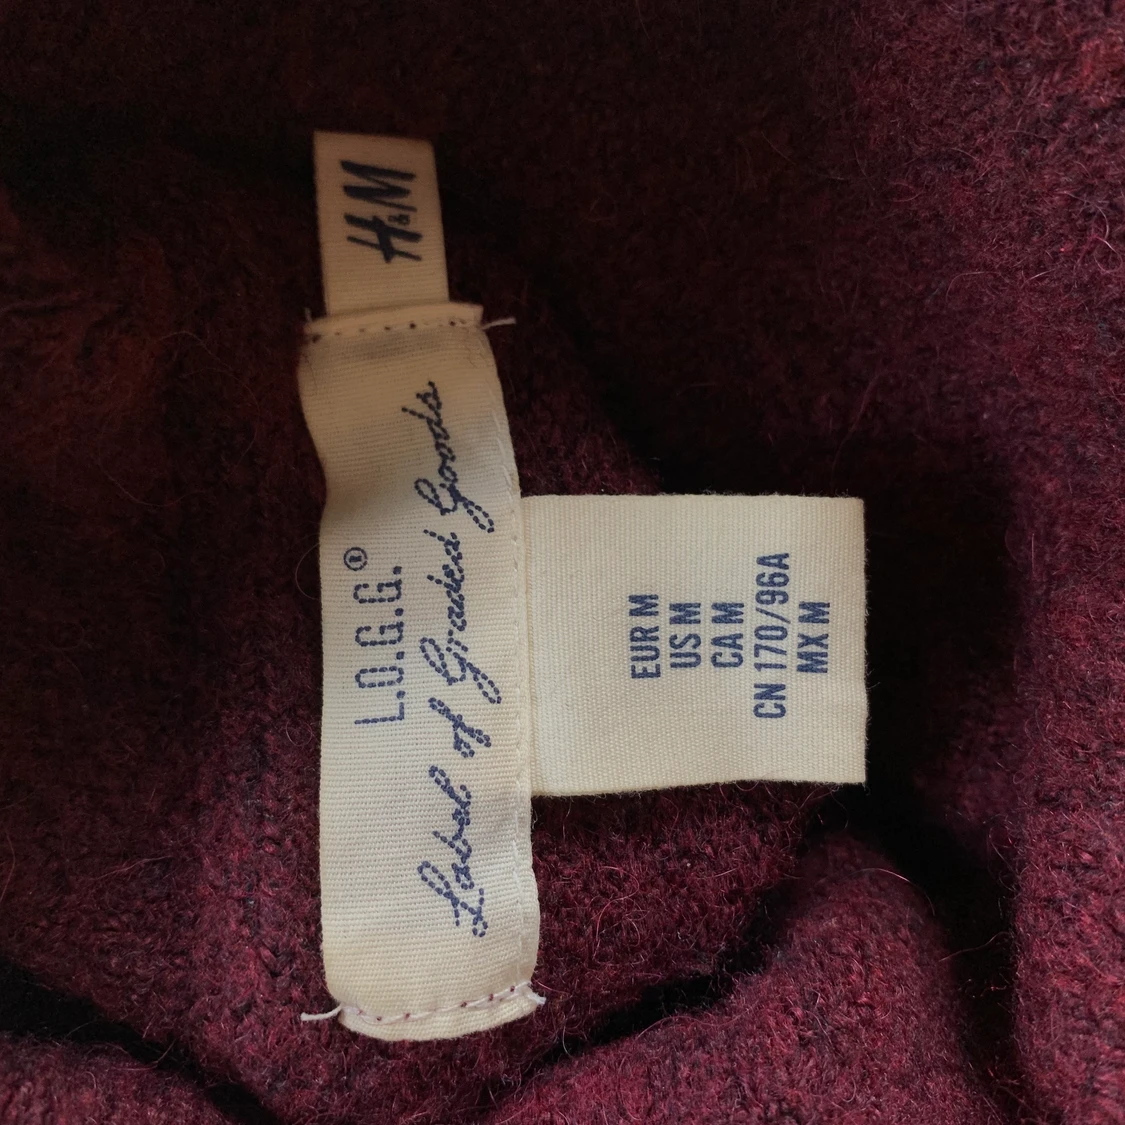 H&M
L.O.G.G.®
Label of Graded Goods
EUR M
US M
CA M
CN 170/96A
MX M